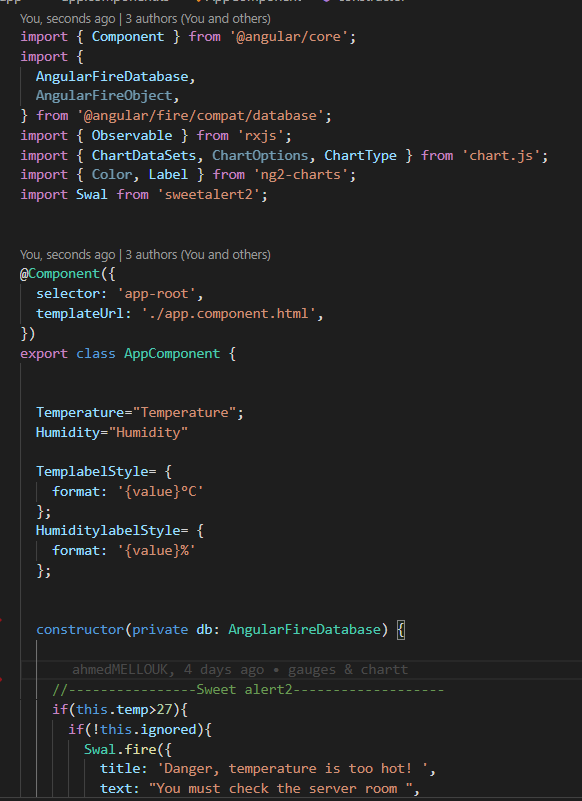 You, seconds ago | 3 authors (You and others)
import { Component } from '@angular/core';
import {
  AngularFireDatabase,
  AngularFireObject,
} from '@angular/fire/compat/database';
import { Observable } from 'rxjs';
import { ChartDataSets, ChartOptions, ChartType } from 'chart.js';
import { Color, Label } from 'ng2-charts';
import Swal from 'sweetalert2';
You, seconds ago | 3 authors (You and others)
@Component({
  selector: 'app-root',
  templateUrl: './app.component.html',
})
export class AppComponent {
  Temperature="Temperature";
  Humidity="Humidity"
  TemplabelStyle= {
    format: '{value}°C'
  };
  HumiditylabelStyle= {
    format: '{value}%'
  };
  constructor(private db: AngularFireDatabase) {
ahmedMELLOUK, 4 days ago • gauges & chartt
    //----------------Sweet alert2-------------------
    if(this.temp>27){
      if(!this.ignored){
        Swal.fire({
          title: 'Danger, temperature is too hot! ',
          text: "You must check the server room ",